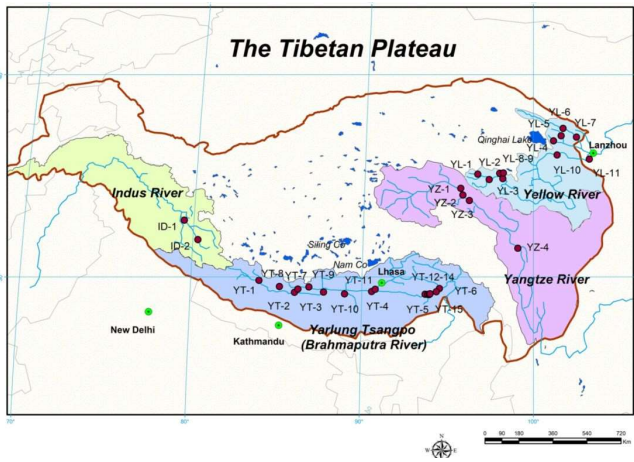 The Tibetan Plateau
YL-6
YL-5
YL-7
Qinghai Lake
Lanzhou
YL-4
YL-1
YL-2
YL-8-9
YL-10
YL-11
YZ-1
YL-3
Yellow River
Indus River
YZ-2
YZ-3
ID-1
ID-2
Siling Co
YZ-4
Nam Co
Lhasa
Yangtze River
YT-8
YT-7
YT-9
YT-11
YT-12-14
YT-1
YT-2
YT-3
YT-10
YT-4
YT-5
YT-6
YT-15
New Delhi
Kathmandu
Yarlung Tsangpo
(Brahmaputra River)
70°
80°
90°
100°
N
0 90 180 360 540 720
Km